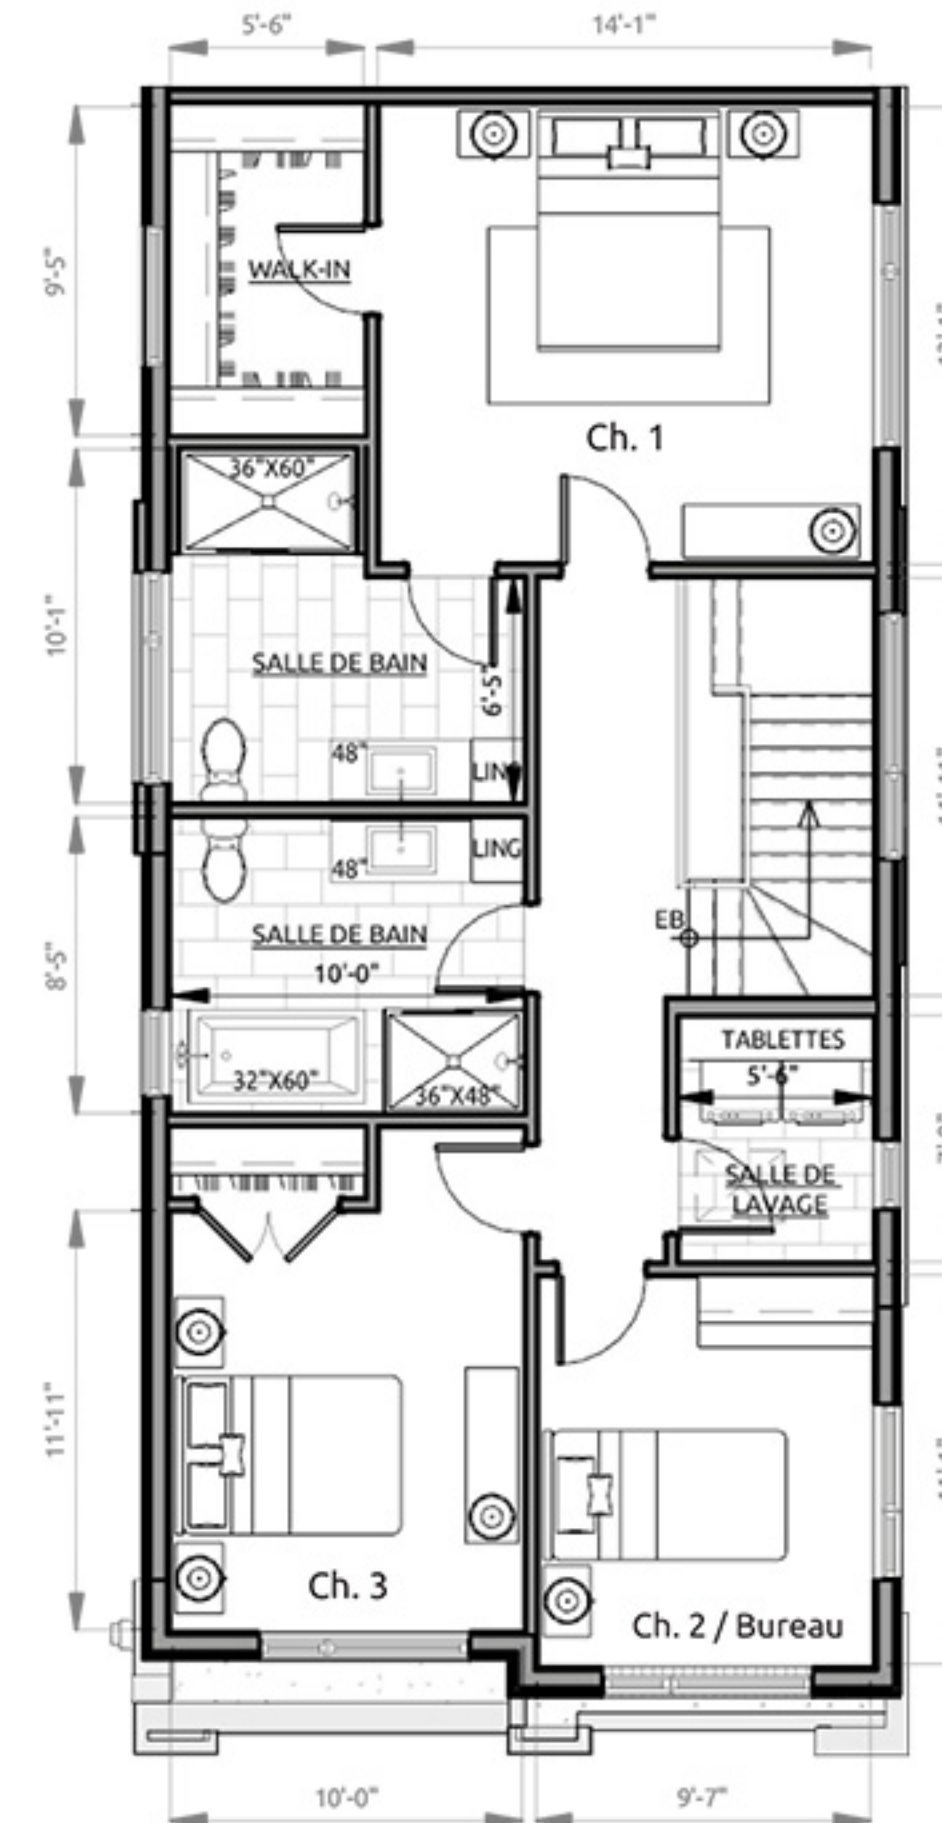 5'-6"
14'-1"
9'-5"
WALK-IN
Ch. 1
36"X60"
10'-1"
SALLE DE BAIN
6'-5"
48"
LING
48"
LING
SALLE DE BAIN
EB
8'-5"
10'-0"
32"X60"
36"X48"
TABLETTES
5'-6"
SALLE DE
LAVAGE
11'-11"
Ch. 3
Ch. 2 / Bureau
10'-0"
9'-7"